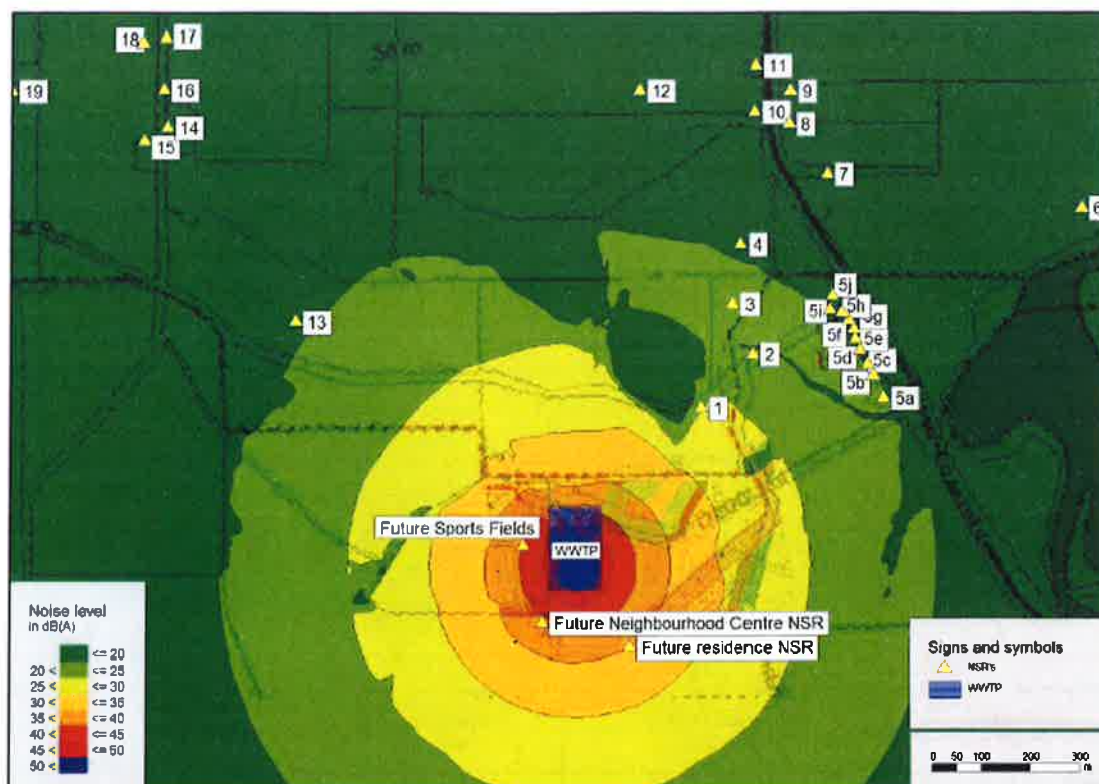 18
17
11
19
16
12
9
10
8
14
15
7
6
4
5j
3
5h
5i
5g
13
5f
5e
2
5d
5c
5b
5a
1
Future Sports Fields
WWTP
Future Neighbourhood Centre NSR
Future residence NSR
Noise level
in dB(A)
<= 20
20 < <= 25
25 < <= 30
30 < <= 35
35 < <= 40
40 < <= 45
45 < <= 50
50 <
Signs and symbols
NSR's
WWTP
0 50 100 200 300
m